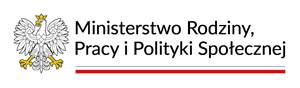 Ministerstwo Rodziny,
Pracy i Polityki Społecznej